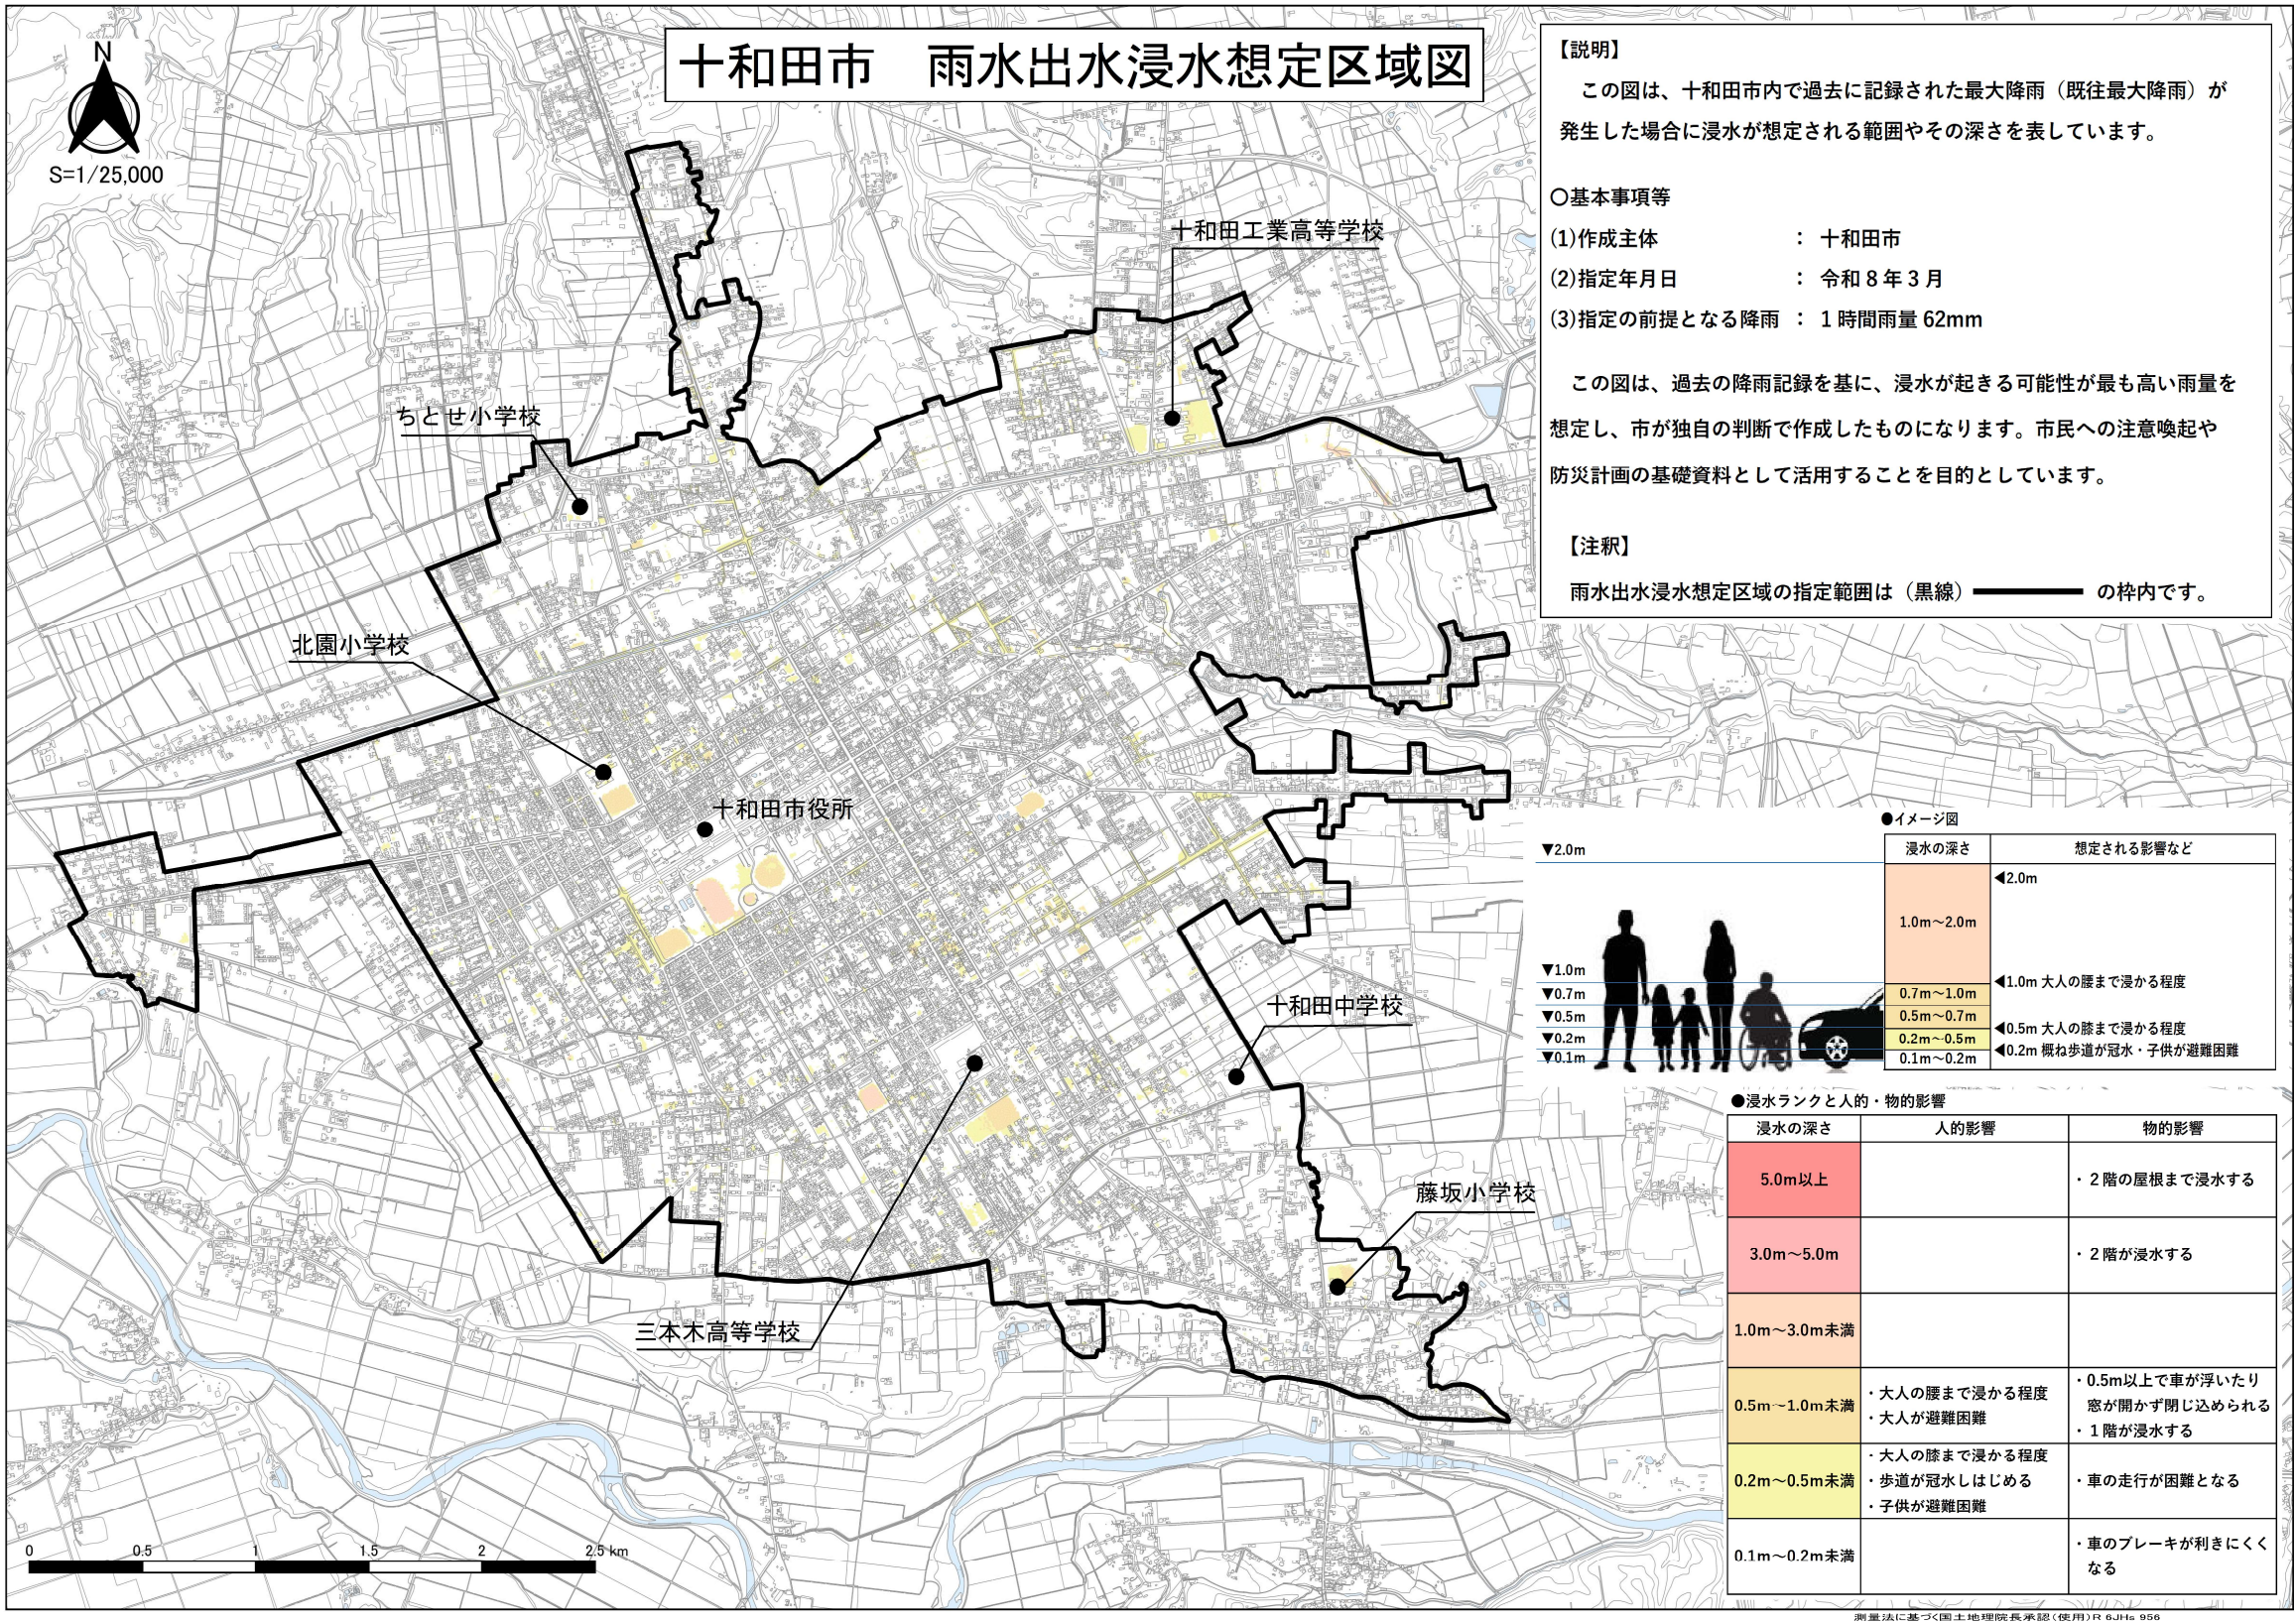 十和田市　雨水出水浸水想定区域図
N
S=1/25,000
【説明】
この図は、十和田市内で過去に記録された最大降雨（既往最大降雨）が
発生した場合に浸水が想定される範囲やその深さを表しています。
〇基本事項等
(1)作成主体　：　十和田市
(2)指定年月日　：　令和８年３月
(3)指定の前提となる降雨　：　１時間雨量 62mm
この図は、過去の降雨記録を基に、浸水が起きる可能性が最も高い雨量を
想定し、市が独自の判断で作成したものになります。市民への注意喚起や
防災計画の基礎資料として活用することを目的としています。
【注釈】
雨水出水浸水想定区域の指定範囲は（黒線）　の枠内です。
十和田工業高等学校
ちとせ小学校
北園小学校
十和田市役所
十和田中学校
藤坂小学校
三本木高等学校
●イメージ図
浸水の深さ　想定される影響など
▼2.0m
◀2.0m
1.0m～2.0m
▼1.0m
◀1.0m 大人の腰まで浸かる程度
▼0.7m
0.7m～1.0m
▼0.5m
0.5m～0.7m
◀0.5m 大人の膝まで浸かる程度
▼0.2m
0.2m～0.5m
◀0.2m 概ね歩道が冠水・子供が避難困難
▼0.1m
0.1m～0.2m
●浸水ランクと人的・物的影響
浸水の深さ　人的影響　物的影響
5.0m以上
・２階の屋根まで浸水する
3.0m～5.0m
・２階が浸水する
1.0m～3.0m未満
0.5m～1.0m未満
・大人の腰まで浸かる程度
・大人が避難困難
・0.5m以上で車が浮いたり
窓が開かず閉じ込められる
・１階が浸水する
0.2m～0.5m未満
・大人の膝まで浸かる程度
・歩道が冠水しはじめる
・子供が避難困難
・車の走行が困難となる
0.1m～0.2m未満
・車のブレーキが利きにくく
なる
0　0.5　1　1.5　2　2.5 km
測量法に基づく国土地理院長承認（使用）R 6JHs 956